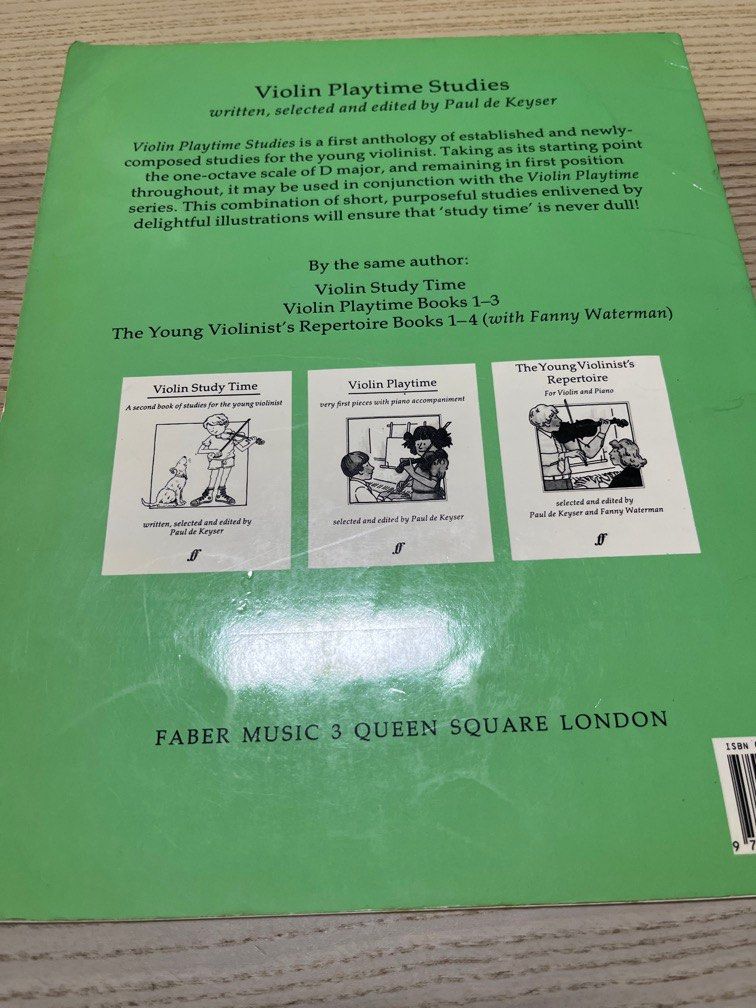 Violin Playtime Studies
written, selected and edited by Paul de Keyser
Violin Playtime Studies is a first anthology of established and newly-
composed studies for the young violinist. Taking as its starting point
the one-octave scale of D major, and remaining in first position
throughout, it may be used in conjunction with the Violin Playtime
series. This combination of short, purposeful studies enlivened by
delightful illustrations will ensure that ‘study time’ is never dull!
By the same author:
Violin Study Time
Violin Playtime Books 1–3
The Young Violinist's Repertoire Books 1–4 (with Fanny Waterman)
Violin Study Time
A second book of studies for the young violinist
written, selected and edited by
Paul de Keyser
ff
Violin Playtime
very first pieces with piano accompaniment
selected and edited by Paul de Keyser
ff
The Young Violinist's
Repertoire
For Violin and Piano
selected and edited by
Paul de Keyser and Fanny Waterman
ff
FABER MUSIC 3 QUEEN SQUARE LONDON
ISBN
9